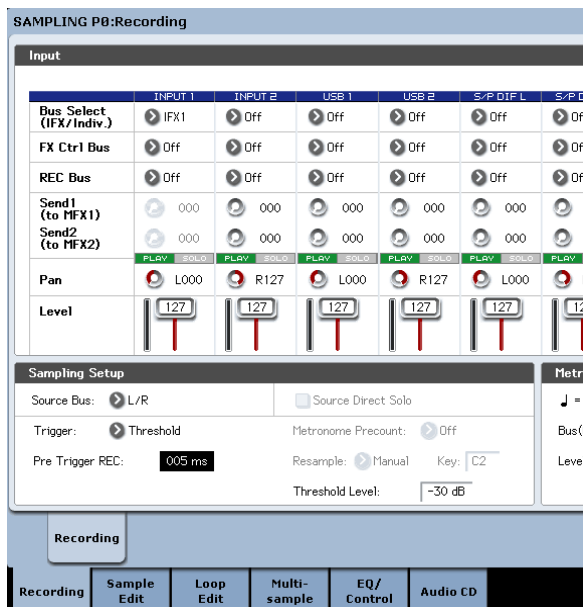 SAMPLING P0:Recording
Input
INPUT 1 INPUT 2 USB 1 USB 2 S/P DIF L
Bus Select (IFX/Indiv.) IFX1 Off Off Off Off
FX Ctrl Bus Off Off Off Off Off
REC Bus Off Off Off Off Off
Send1 (to MFX1) 000 000 000 000 000
Send2 (to MFX2) 000 000 000 000 000
PLAY SOLO PLAY SOLO PLAY SOLO PLAY SOLO PLAY SOLO PLAY
Pan L000 R127 L000 R127 L000
Level 127 127 127 127 127
Sampling Setup
Source Bus: L/R Source Direct Solo
Trigger: Threshold Metronome Precount: Off
Pre Trigger REC: 005 ms Resample: Manual Key: C2
Threshold Level: -30 dB
Recording
Recording Sample Edit Loop Edit Multi-sample EQ/Control Audio CD